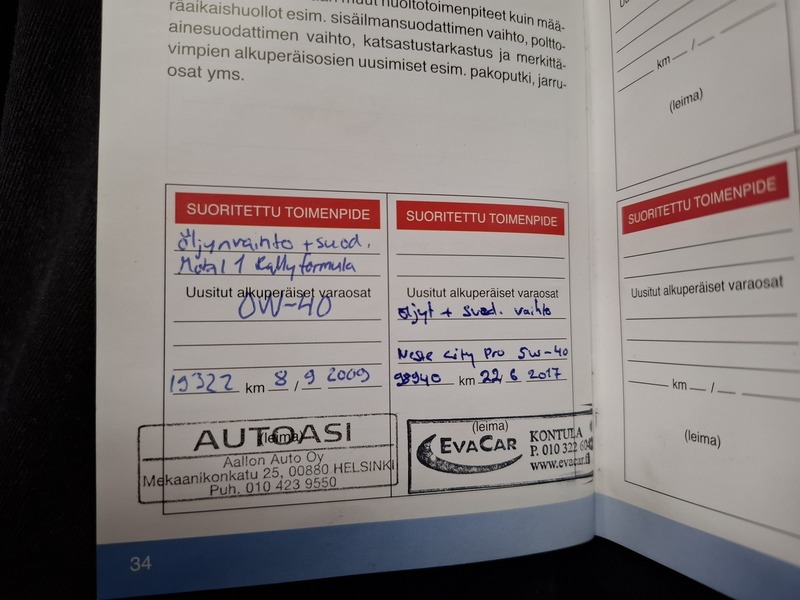 muut huoltotoimenpiteet kuin mää-
räaikaishuollot esim. sisäilmansuodattimen vaihto, poltto-
ainesuodattimen vaihto, katsastustarkastus ja merkittä-
vimpien alkuperäisosien uusimiset esim. pakoputki, jarru-
osat yms.
SUORITETTU TOIMENPIDE
öljynvaihto + suod.
Mobil 1 Rally formula
Uusitut alkuperäiset varaosat
0W-40
19322 km 8 / 9 2009
(leima)
AUTOASI
Aallon Auto Oy
Mekaanikonkatu 25, 00880 HELSINKI
Puh. 010 423 9550
SUORITETTU TOIMENPIDE
Uusitut alkuperäiset varaosat
öljyt + suod. vaihto
Neste City Pro 5w-40
98940 km 22/6 2017
(leima)
EVACAR
KONTULA
P. 010 322
www.evacar.fi
34
km /
(leima)
SUORITETTU TOIMENPIDE
Uusitut alkuperäiset varaosat
km /
(leima)